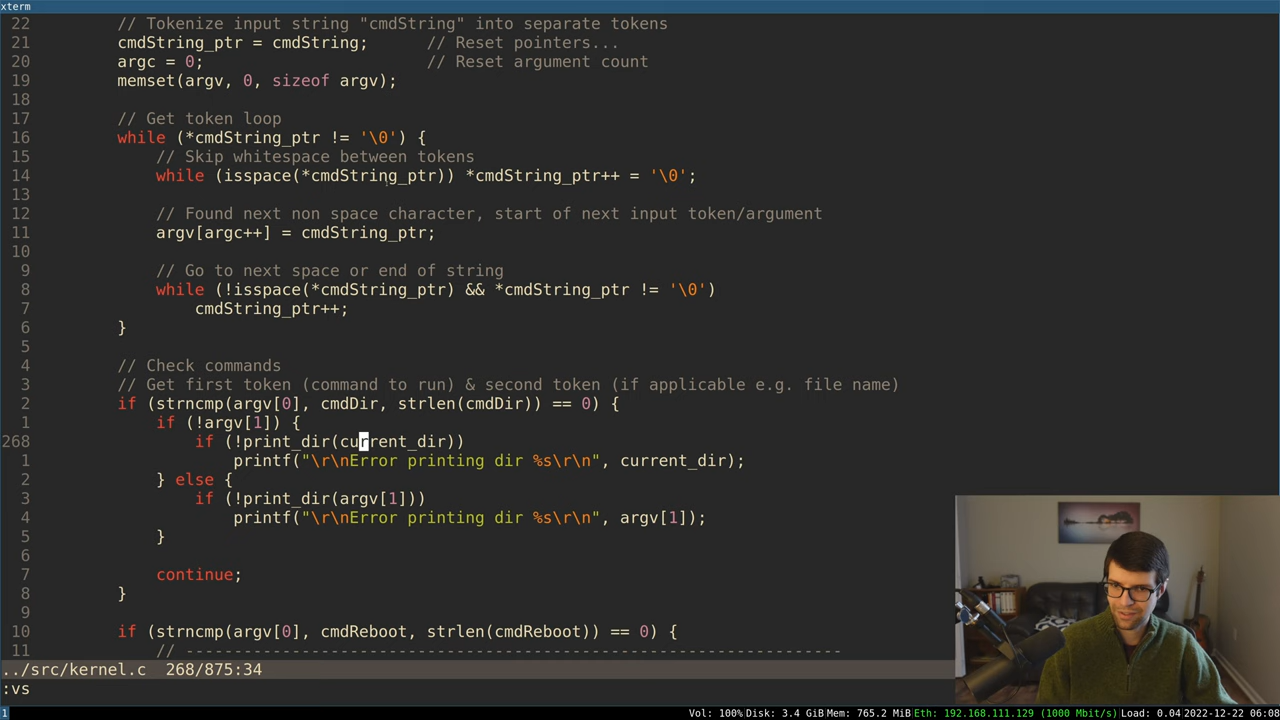 xterm
22 // Tokenize input string "cmdString" into separate tokens
21 cmdString_ptr = cmdString; // Reset pointers...
20 argc = 0; // Reset argument count
19 memset(argv, 0, sizeof argv);
18
17 // Get token loop
16 while (*cmdString_ptr != '\0') {
15 // Skip whitespace between tokens
14 while (isspace(*cmdString_ptr)) *cmdString_ptr++ = '\0';
13
12 // Found next non space character, start of next input token/argument
11 argv[argc++] = cmdString_ptr;
10
9 // Go to next space or end of string
8 while (!isspace(*cmdString_ptr) && *cmdString_ptr != '\0')
7 cmdString_ptr++;
6 }
5
4 // Check commands
3 // Get first token (command to run) & second token (if applicable e.g. file name)
2 if (strncmp(argv[0], cmdDir, strlen(cmdDir)) == 0) {
1 if (!argv[1]) {
268 if (!print_dir(current_dir))
1 printf("\r\nError printing dir %s\r\n", current_dir);
2 } else {
3 if (!print_dir(argv[1]))
4 printf("\r\nError printing dir %s\r\n", argv[1]);
5 }
6
7 continue;
8 }
9
10 if (strncmp(argv[0], cmdReboot, strlen(cmdReboot)) == 0) {
11 // --------------------------------------------------------------------
../src/kernel.c 268/875:34
:vs
1 Vol: 100% Disk: 3.4 GiB Mem: 765.2 MiB Eth: 192.168.111.129 (1000 Mbit/s) Load: 0.04 2022-12-22 06:08